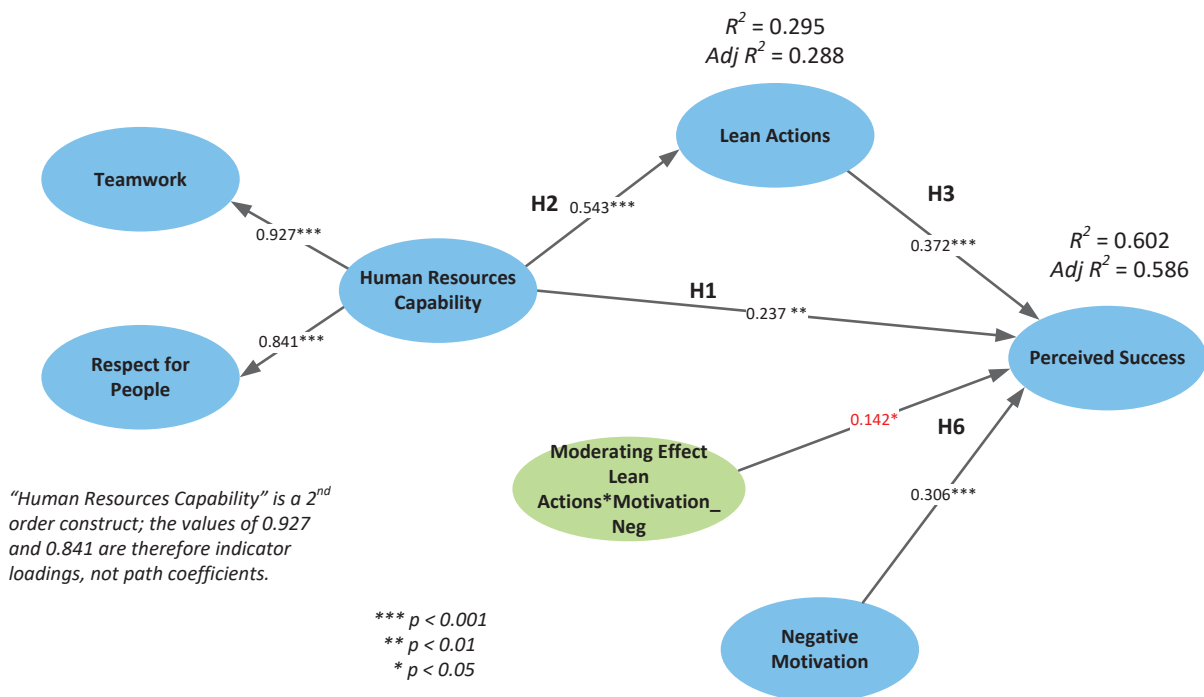 R² = 0.295
Adj R² = 0.288
Lean Actions
Teamwork
H2
H3
0.543***
0.927***
0.372***
R² = 0.602
Adj R² = 0.586
Human Resources
Capability
H1
0.237 **
0.841***
Respect for
People
Perceived Success
0.142*
H6
Moderating Effect
Lean
Actions*Motivation_
Neg
0.306***
“Human Resources Capability” is a 2nd
order construct; the values of 0.927
and 0.841 are therefore indicator
loadings, not path coefficients.
*** p < 0.001
** p < 0.01
* p < 0.05
Negative
Motivation